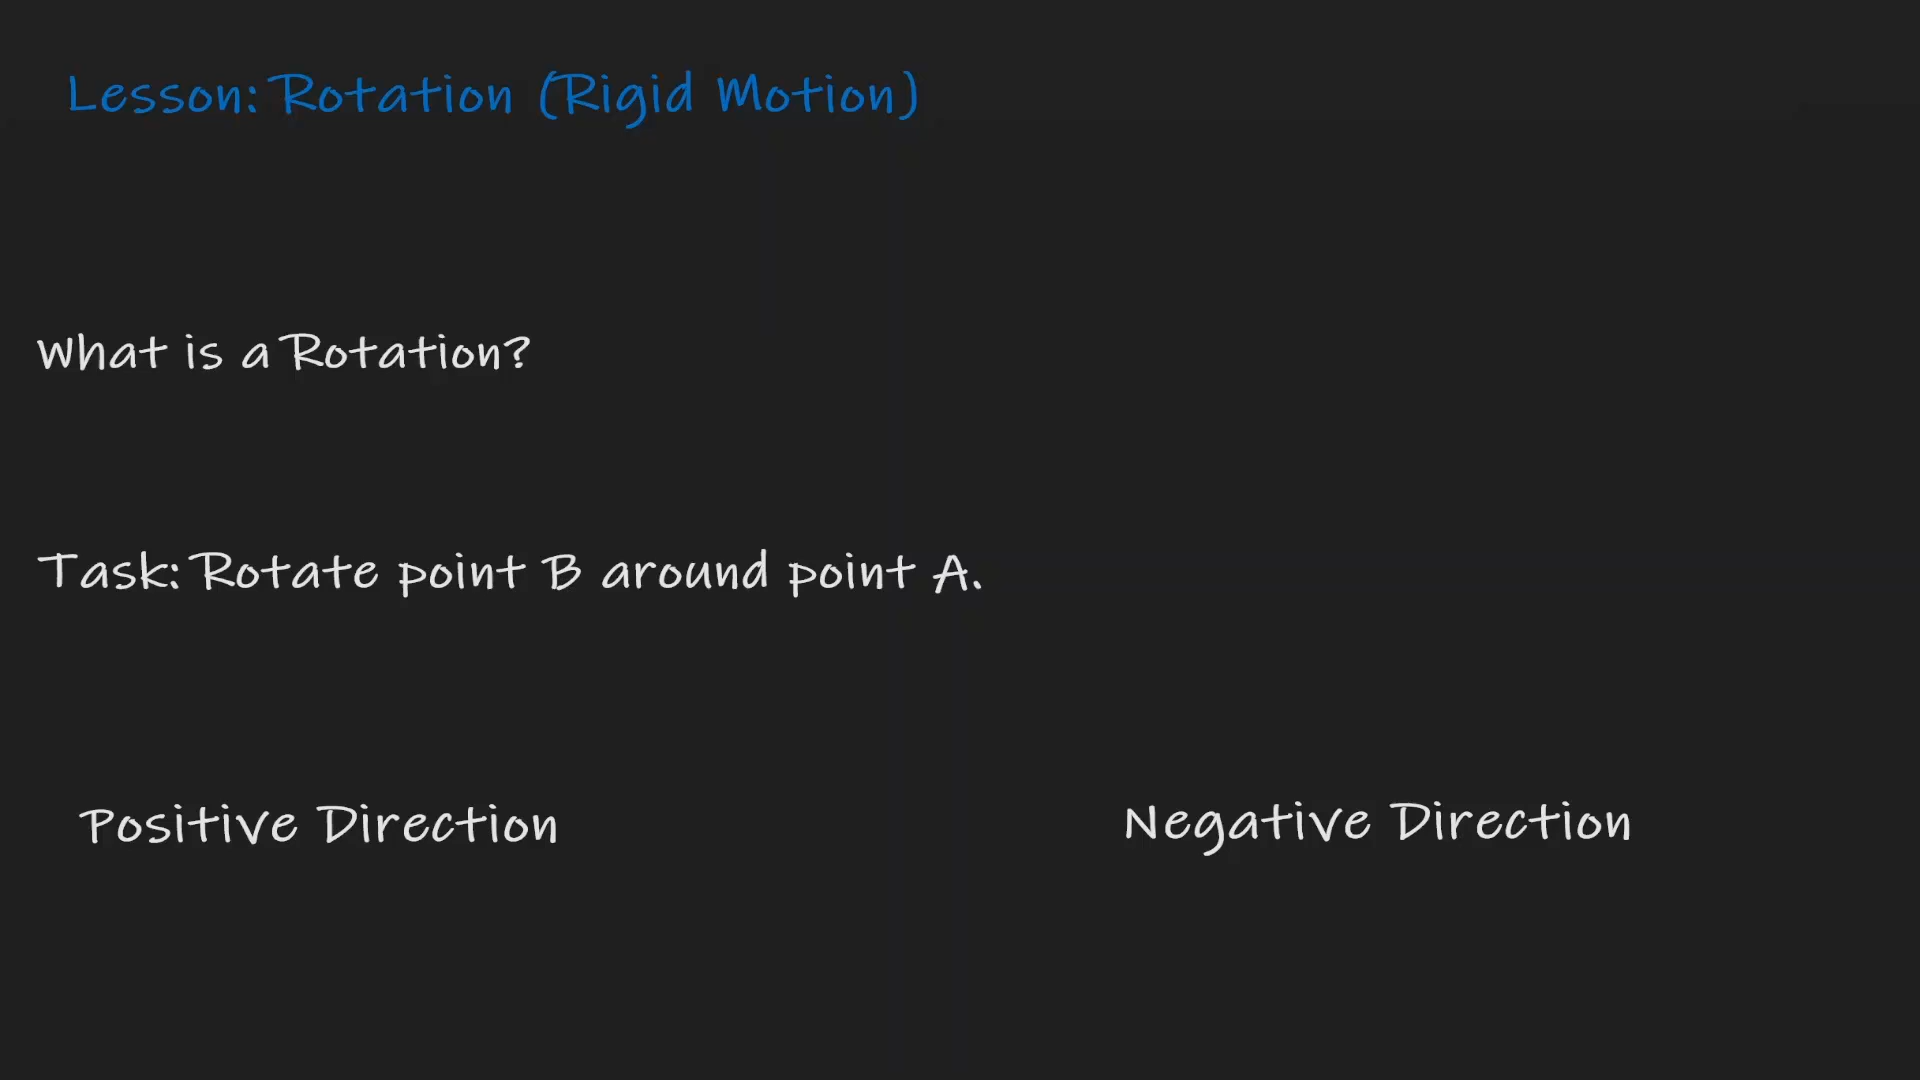 Lesson: Rotation (Rigid Motion)
What is a Rotation?
Task: Rotate point B around point A.
Positive Direction
Negative Direction